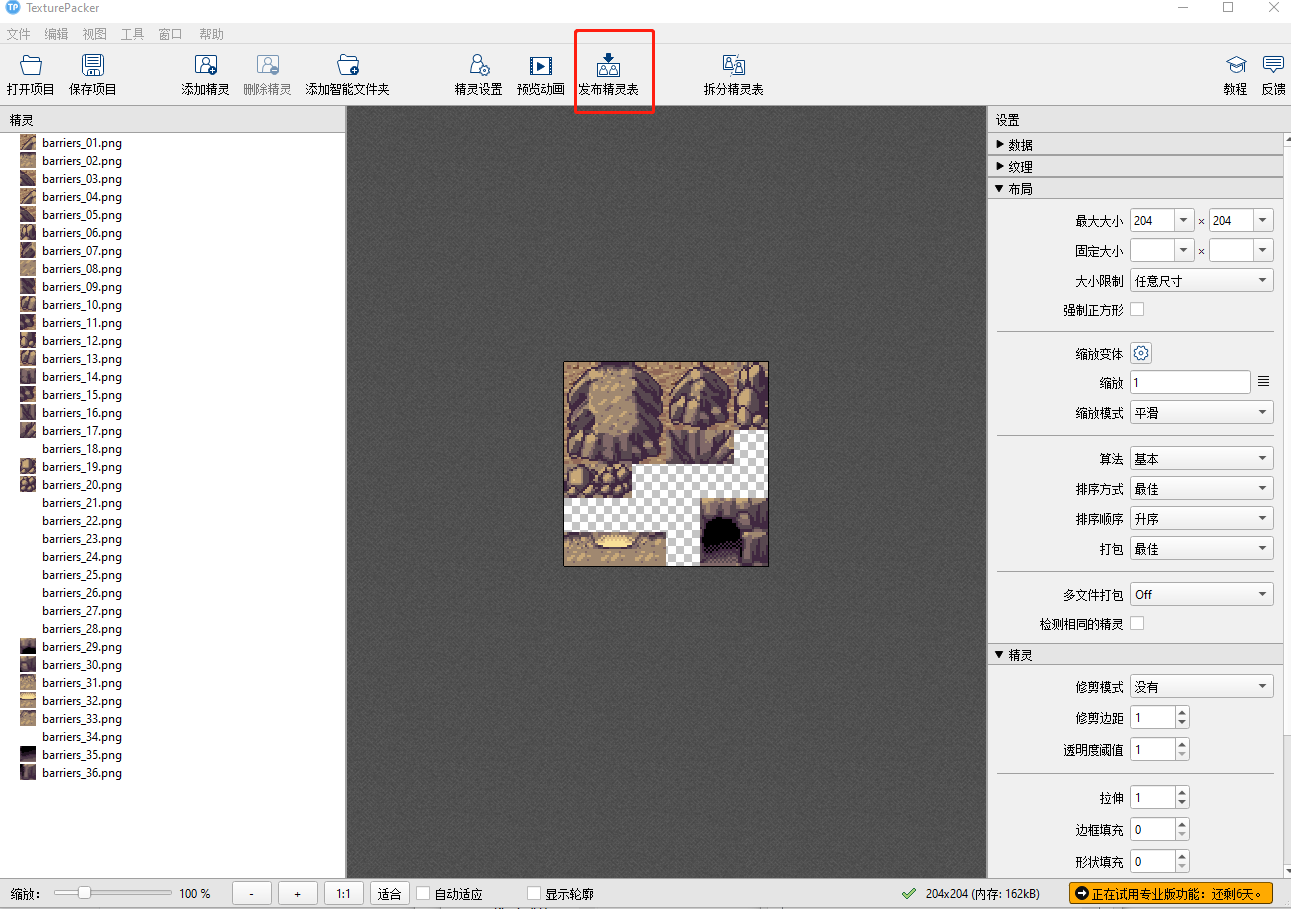 TP TexturePacker
文件 编辑 视图 工具 窗口 帮助
打开项目 保存项目 添加精灵 删除精灵 添加智能文件夹 精灵设置 预览动画 发布精灵表 拆分精灵表 教程 反馈
精灵
barriers_01.png
barriers_02.png
barriers_03.png
barriers_04.png
barriers_05.png
barriers_06.png
barriers_07.png
barriers_08.png
barriers_09.png
barriers_10.png
barriers_11.png
barriers_12.png
barriers_13.png
barriers_14.png
barriers_15.png
barriers_16.png
barriers_17.png
barriers_18.png
barriers_19.png
barriers_20.png
barriers_21.png
barriers_22.png
barriers_23.png
barriers_24.png
barriers_25.png
barriers_26.png
barriers_27.png
barriers_28.png
barriers_29.png
barriers_30.png
barriers_31.png
barriers_32.png
barriers_33.png
barriers_34.png
barriers_35.png
barriers_36.png
设置
数据
纹理
布局
最大大小 204 × 204
固定大小 ×
大小限制 任意尺寸
强制正方形
缩放变体
缩放 1
缩放模式 平滑
算法 基本
排序方式 最佳
排序顺序 升序
打包 最佳
多文件打包 Off
检测相同的精灵
精灵
修剪模式 没有
修剪边距 1
透明度阈值 1
拉伸 1
边框填充 0
形状填充 0
缩放： 100 % - + 1:1 适合 自动适应 显示轮廓 204x204 (内存: 162kB) 正在试用专业版功能：还剩6天。